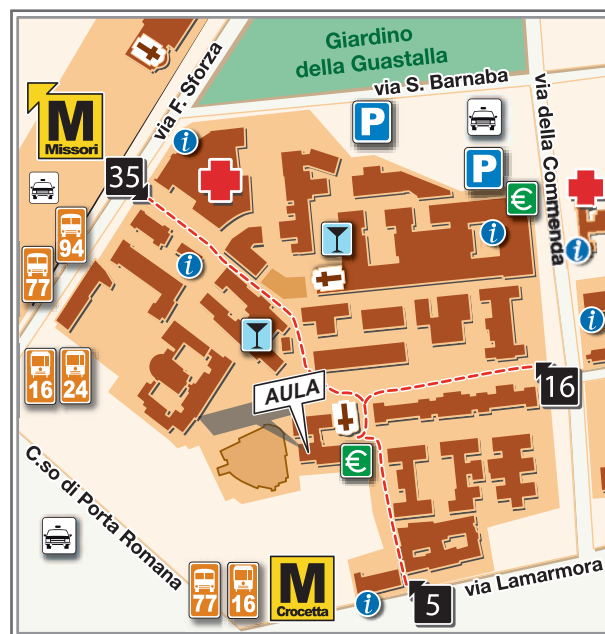 Giardino
della Guastalla
via S. Barnaba
via F. Sforza
via della Commenda
M
Missori
P
35
P
€
94
77
i
i
i
i
i
16
24
AULA
16
€
C.so di Porta Romana
77
16
M
Crocetta
i
5
via Lamarmora